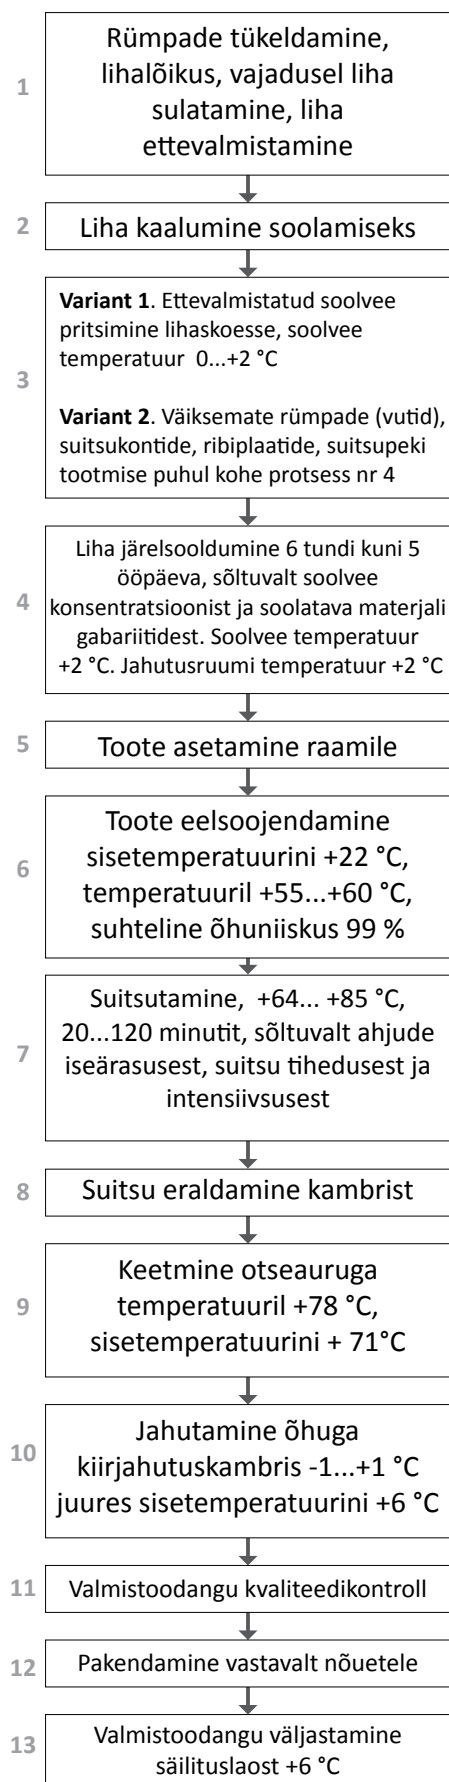 1
Rümpade tükeldamine,
lihalõikus, vajadusel liha
sulatamine, liha
ettevalmistamine
2
Liha kaalumine soolamiseks
3
Variant 1. Ettevalmistatud soolvee
pritsimine lihaskoesse, soolvee
temperatuur 0...+2 °C
Variant 2. Väiksemate rümpade (vutid),
suitsukontide, ribiplaatide, suitsupeki
tootmise puhul kohe protsess nr 4
4
Liha järelsooldumine 6 tundi kuni 5
ööpäeva, sõltuvalt soolvee
konsentratsioonist ja soolatava materjali
gabariitidest. Soolvee temperatuur
+2 °C. Jahutusruumi temperatuur +2 °C
5
Toote asetamine raamile
6
Toote eelsoojendamine
sisetemperatuurini +22 °C,
temperatuuril +55...+60 °C,
suhteline õhuniiskus 99 %
7
Suitsutamine, +64... +85 °C,
20...120 minutit, sõltuvalt ahjude
iseärasusest, suitsu tihedusest ja
intensiivsusest
8
Suitsu eraldamine kambrist
9
Keetmine otseauruga
temperatuuril +78 °C,
sisetemperatuurini + 71°C
10
Jahutamine õhuga
kiirjahutuskambris -1...+1 °C
juures sisetemperatuurini +6 °C
11
Valmistoodangu kvaliteedikontroll
12
Pakendamine vastavalt nõuetele
13
Valmistoodangu väljastamine
säilituslaost +6 °C